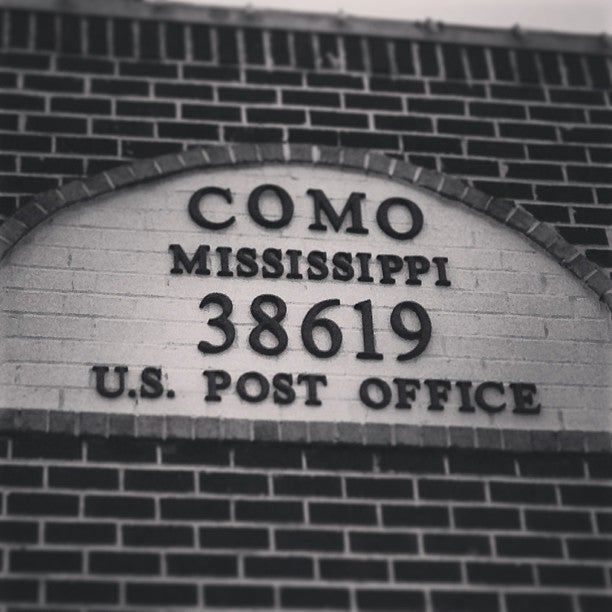 COMO
MISSISSIPPI
38619
U.S. POST OFFICE